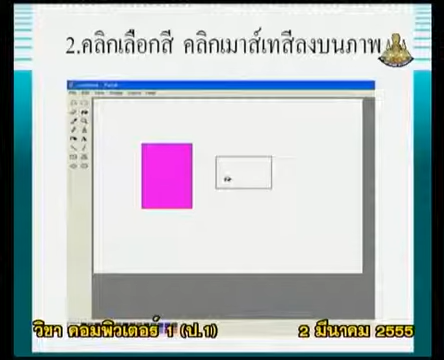 2.คลิกเลือกสี คลิกเมาส์เทสีลงบนภาพ
วิชา คอมพิวเตอร์ 1 (ป.1)
2 มีนาคม 2555